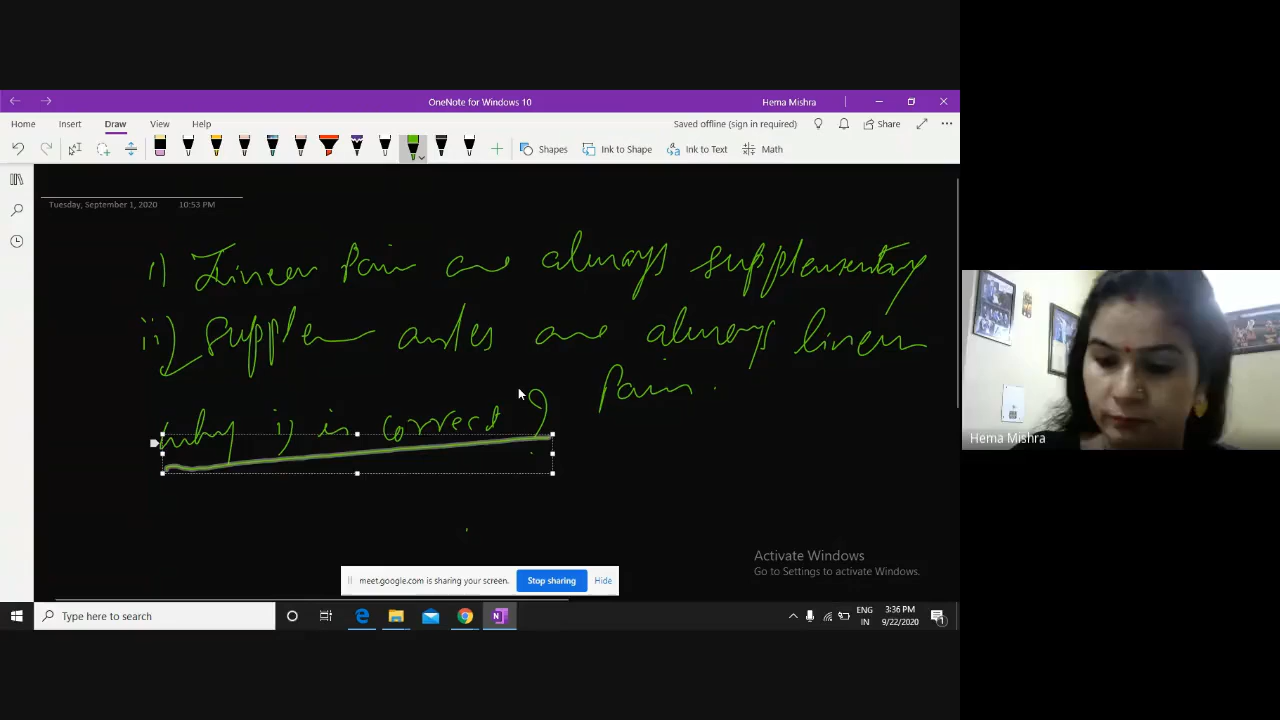 OneNote for Windows 10
Hema Mishra
Home Insert Draw View Help
Saved offline (sign in required)
Share
Shapes
Ink to Shape
Ink to Text
Math
Tuesday, September 1, 2020 10:53 PM
i) Linear Pair are always supplementary
ii) supplem are always linear
Pair.
Why i) is correct ?
Hema Mishra
Activate Windows
Go to Settings to activate Windows.
meet.google.com is sharing your screen. Stop sharing Hide
Type here to search
ENG
IN
3:36 PM
9/22/2020
1